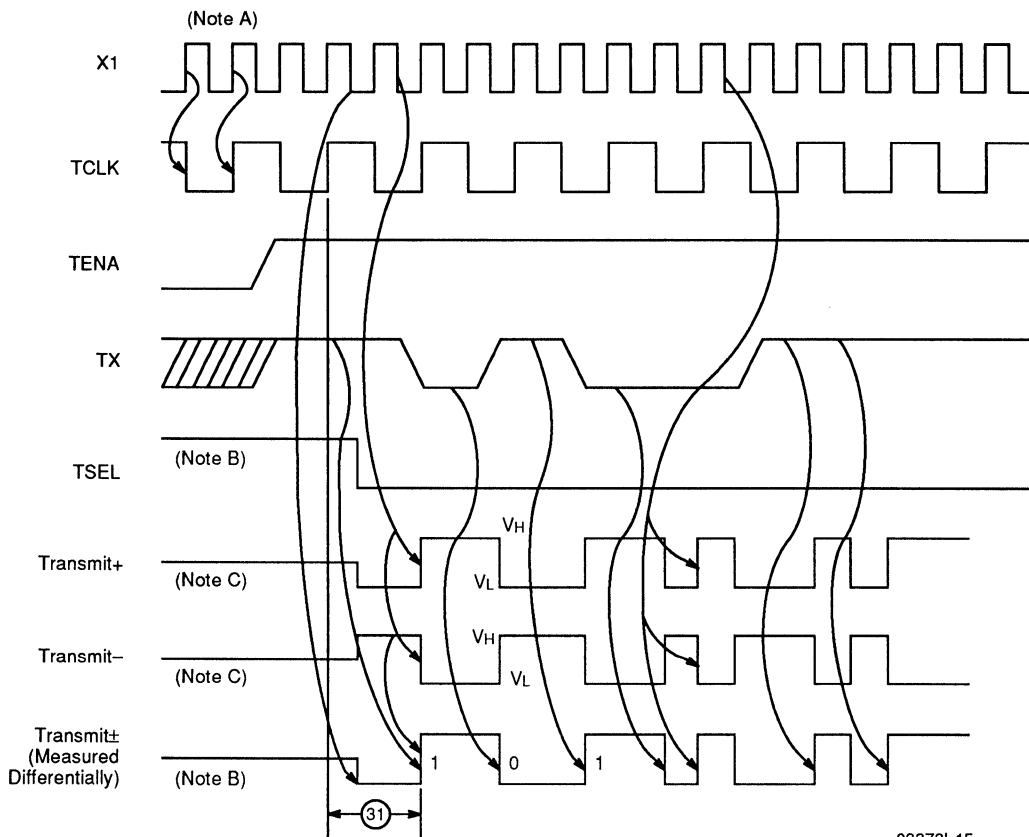 (Note A)
X1
TCLK
TENA
TX
TSEL
(Note B)
VH
Transmit+
(Note C)
VL
VH
Transmit–
(Note C)
VL
Transmit±
(Measured
Differentially)
(Note B)
1
0
1
31